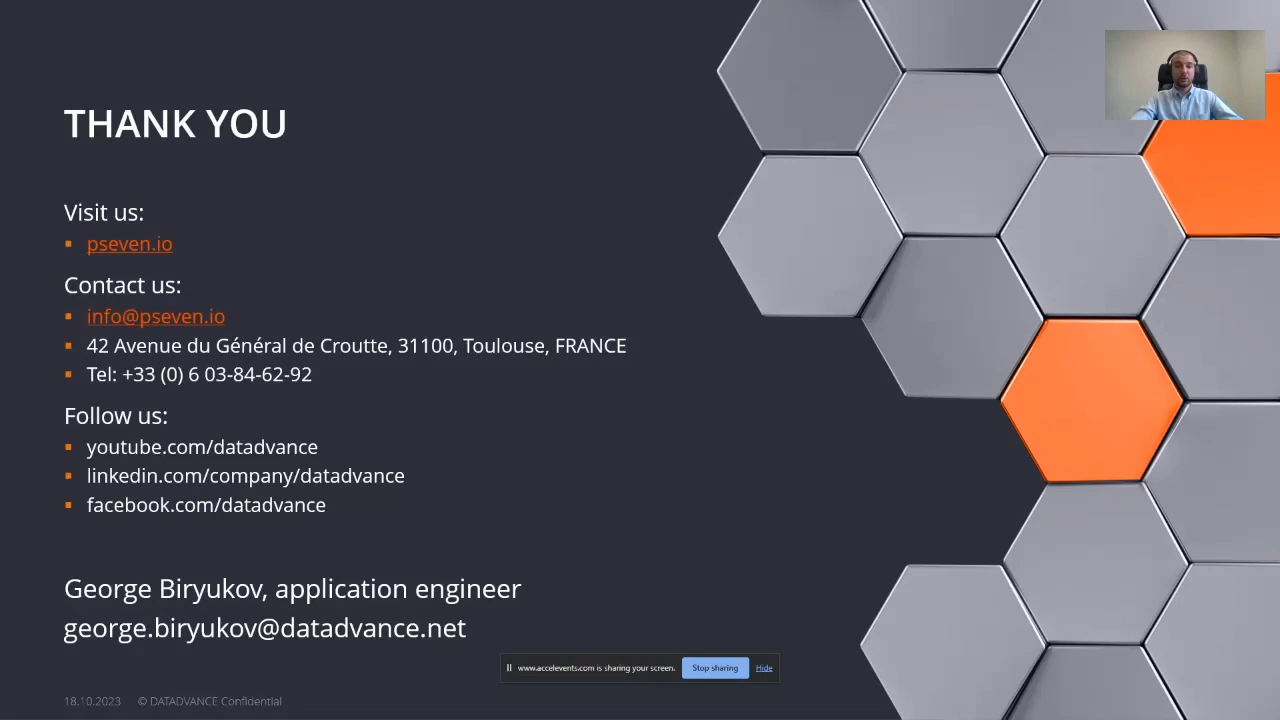 THANK YOU
Visit us:
pseven.io
Contact us:
info@pseven.io
42 Avenue du Général de Croutte, 31100, Toulouse, FRANCE
Tel: +33 (0) 6 03-84-62-92
Follow us:
youtube.com/datadvance
linkedin.com/company/datadvance
facebook.com/datadvance
George Biryukov, application engineer
george.biryukov@datadvance.net
www.accelevents.com is sharing your screen. Stop sharing Hide
18.10.2023 © DATADVANCE Confidential